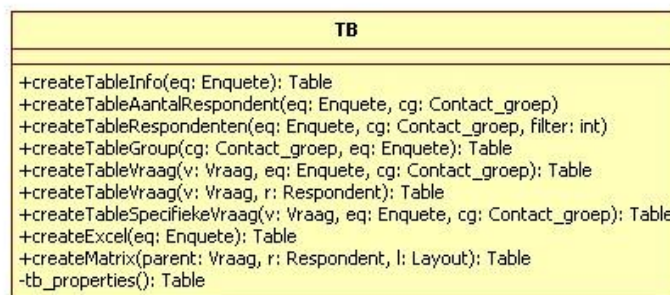 TB
+createTableInfo(eq: Enquete): Table
+createTableAantalRespondent(eq: Enquete, cg: Contact_groep)
+createTableRespondenten(eq: Enquete, cg: Contact_groep, filter: int)
+createTableGroup(cg: Contact_groep, eq: Enquete): Table
+createTableVraag(v: Vraag, eq: Enquete, cg: Contact_groep): Table
+createTableVraag(v: Vraag, r: Respondent): Table
+createTableSpecifiekeVraag(v: Vraag, eq: Enquete, cg: Contact_groep): Table
+createExcel(eq: Enquete): Table
+createMatrix(parent: Vraag, r: Respondent, l: Layout): Table
-tb_properties(): Table